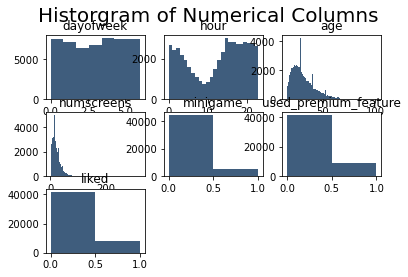 Historgram of Numerical Columns
dayofweek hour age
5000 2000 4000
0 0 2000
0
0.0 2.5 5.0 0 10 20 50 100
numscreens minigame used_premium_feature
5000 40000 40000
20000 20000
0 0 0
0 200 0.0 0.5 1.0 0.0 0.5 1.0
liked
40000
20000
0
0.0 0.5 1.0